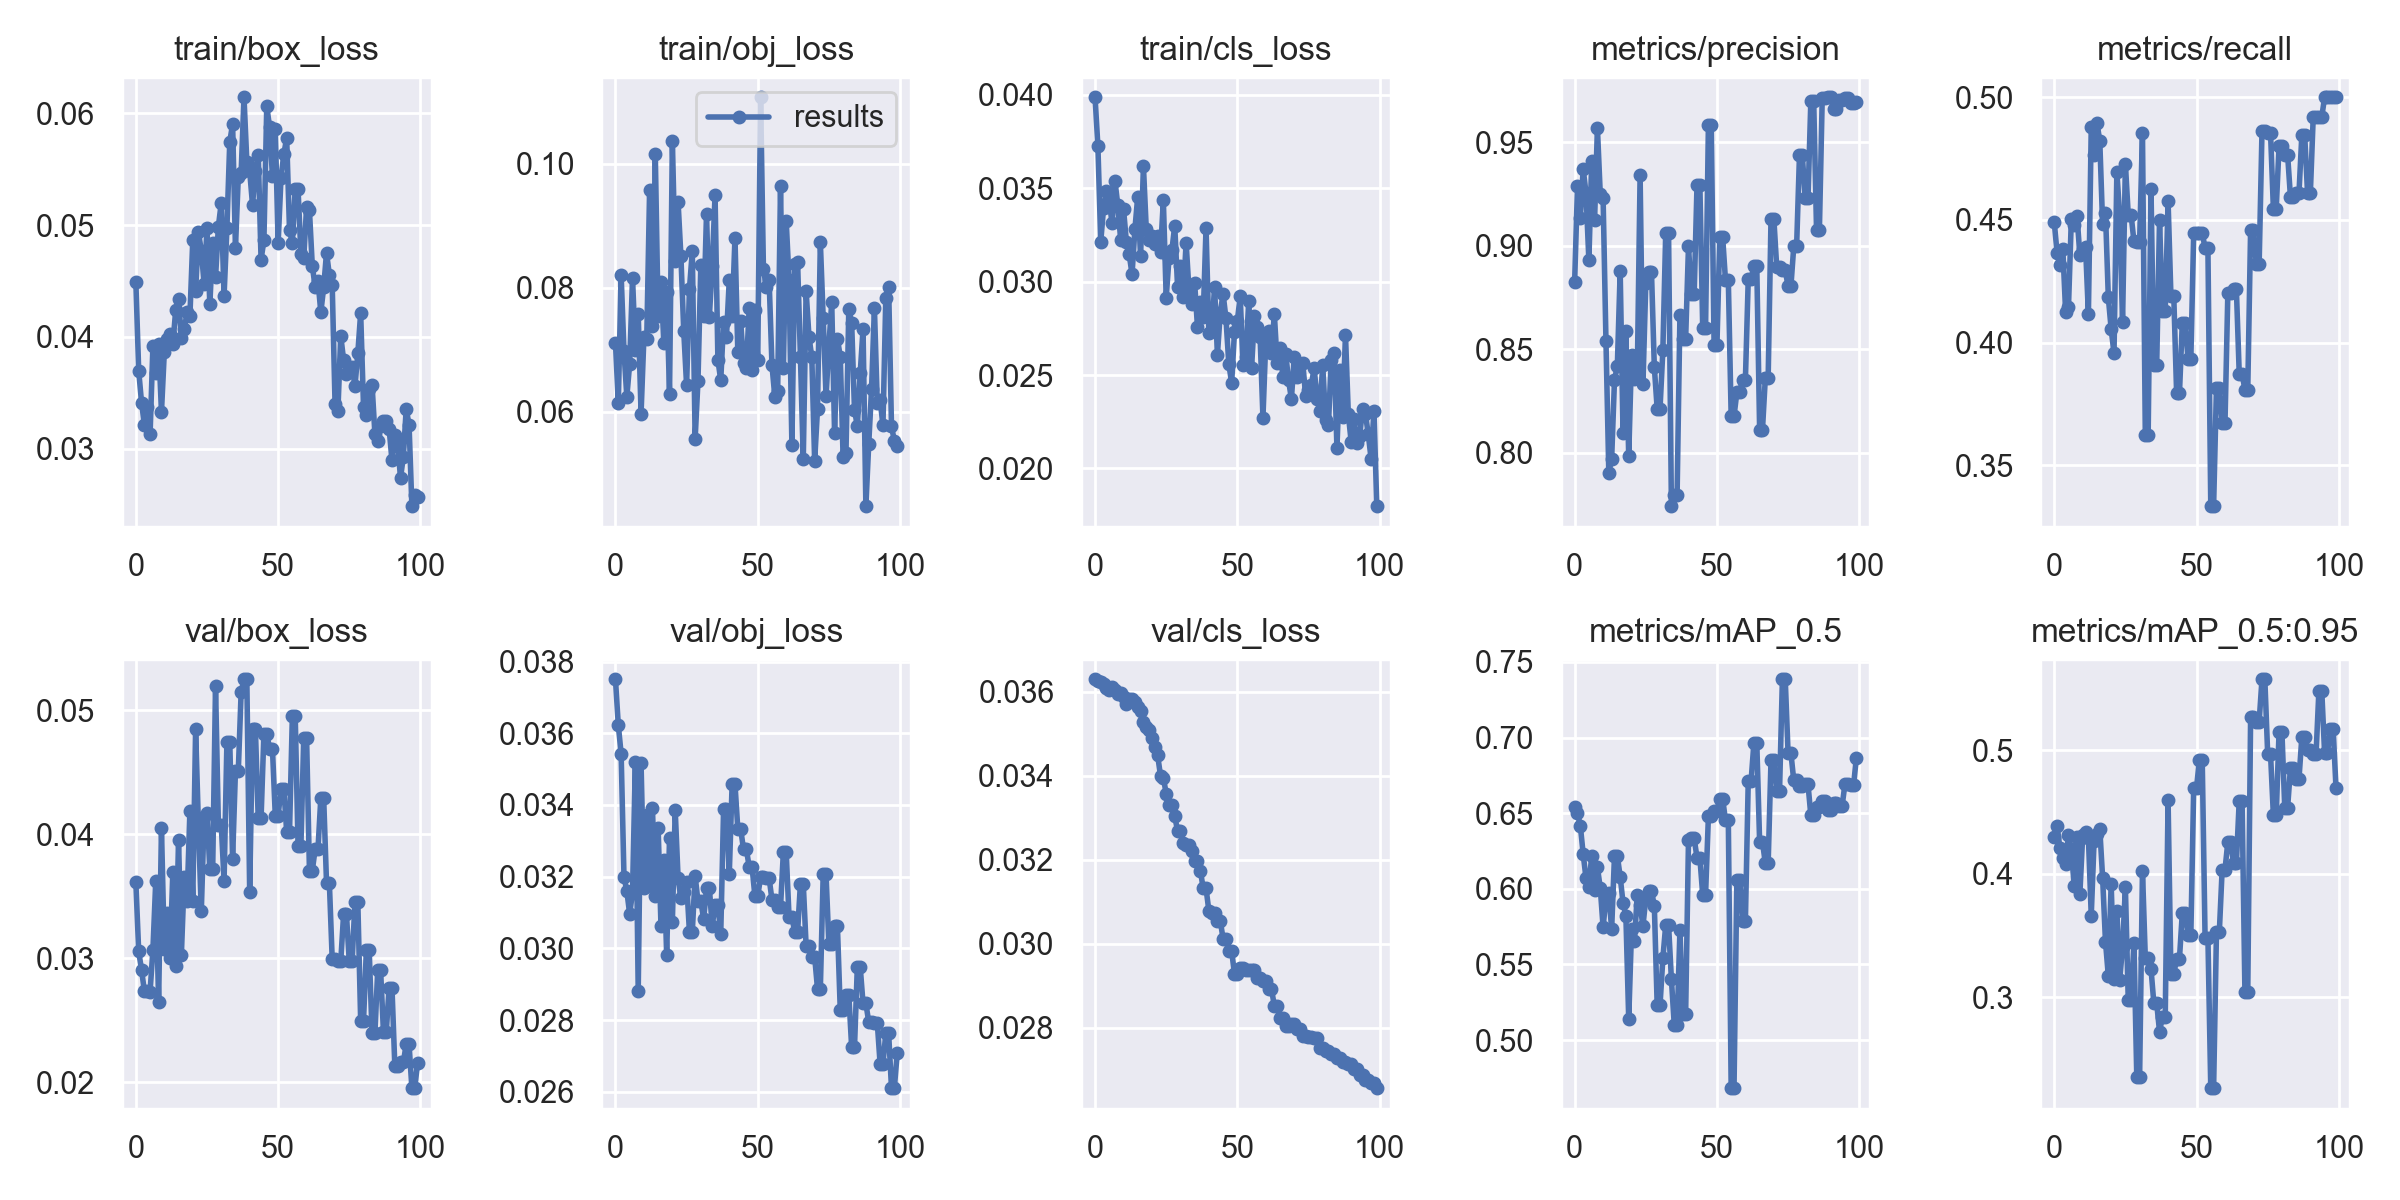 train/box_loss
train/obj_loss
train/cls_loss
metrics/precision
metrics/recall
0.06
0.05
0.04
0.03
0 50 100
results
0.10
0.08
0.06
0 50 100
0.040
0.035
0.030
0.025
0.020
0 50 100
0.95
0.90
0.85
0.80
0 50 100
0.50
0.45
0.40
0.35
0 50 100
val/box_loss
val/obj_loss
val/cls_loss
metrics/mAP_0.5
metrics/mAP_0.5:0.95
0.05
0.04
0.03
0.02
0 50 100
0.038
0.036
0.034
0.032
0.030
0.028
0.026
0 50 100
0.036
0.034
0.032
0.030
0.028
0 50 100
0.75
0.70
0.65
0.60
0.55
0.50
0 50 100
0.5
0.4
0.3
0 50 100